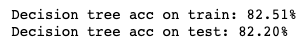 Decision tree acc on train: 82.51%
Decision tree acc on test: 82.20%